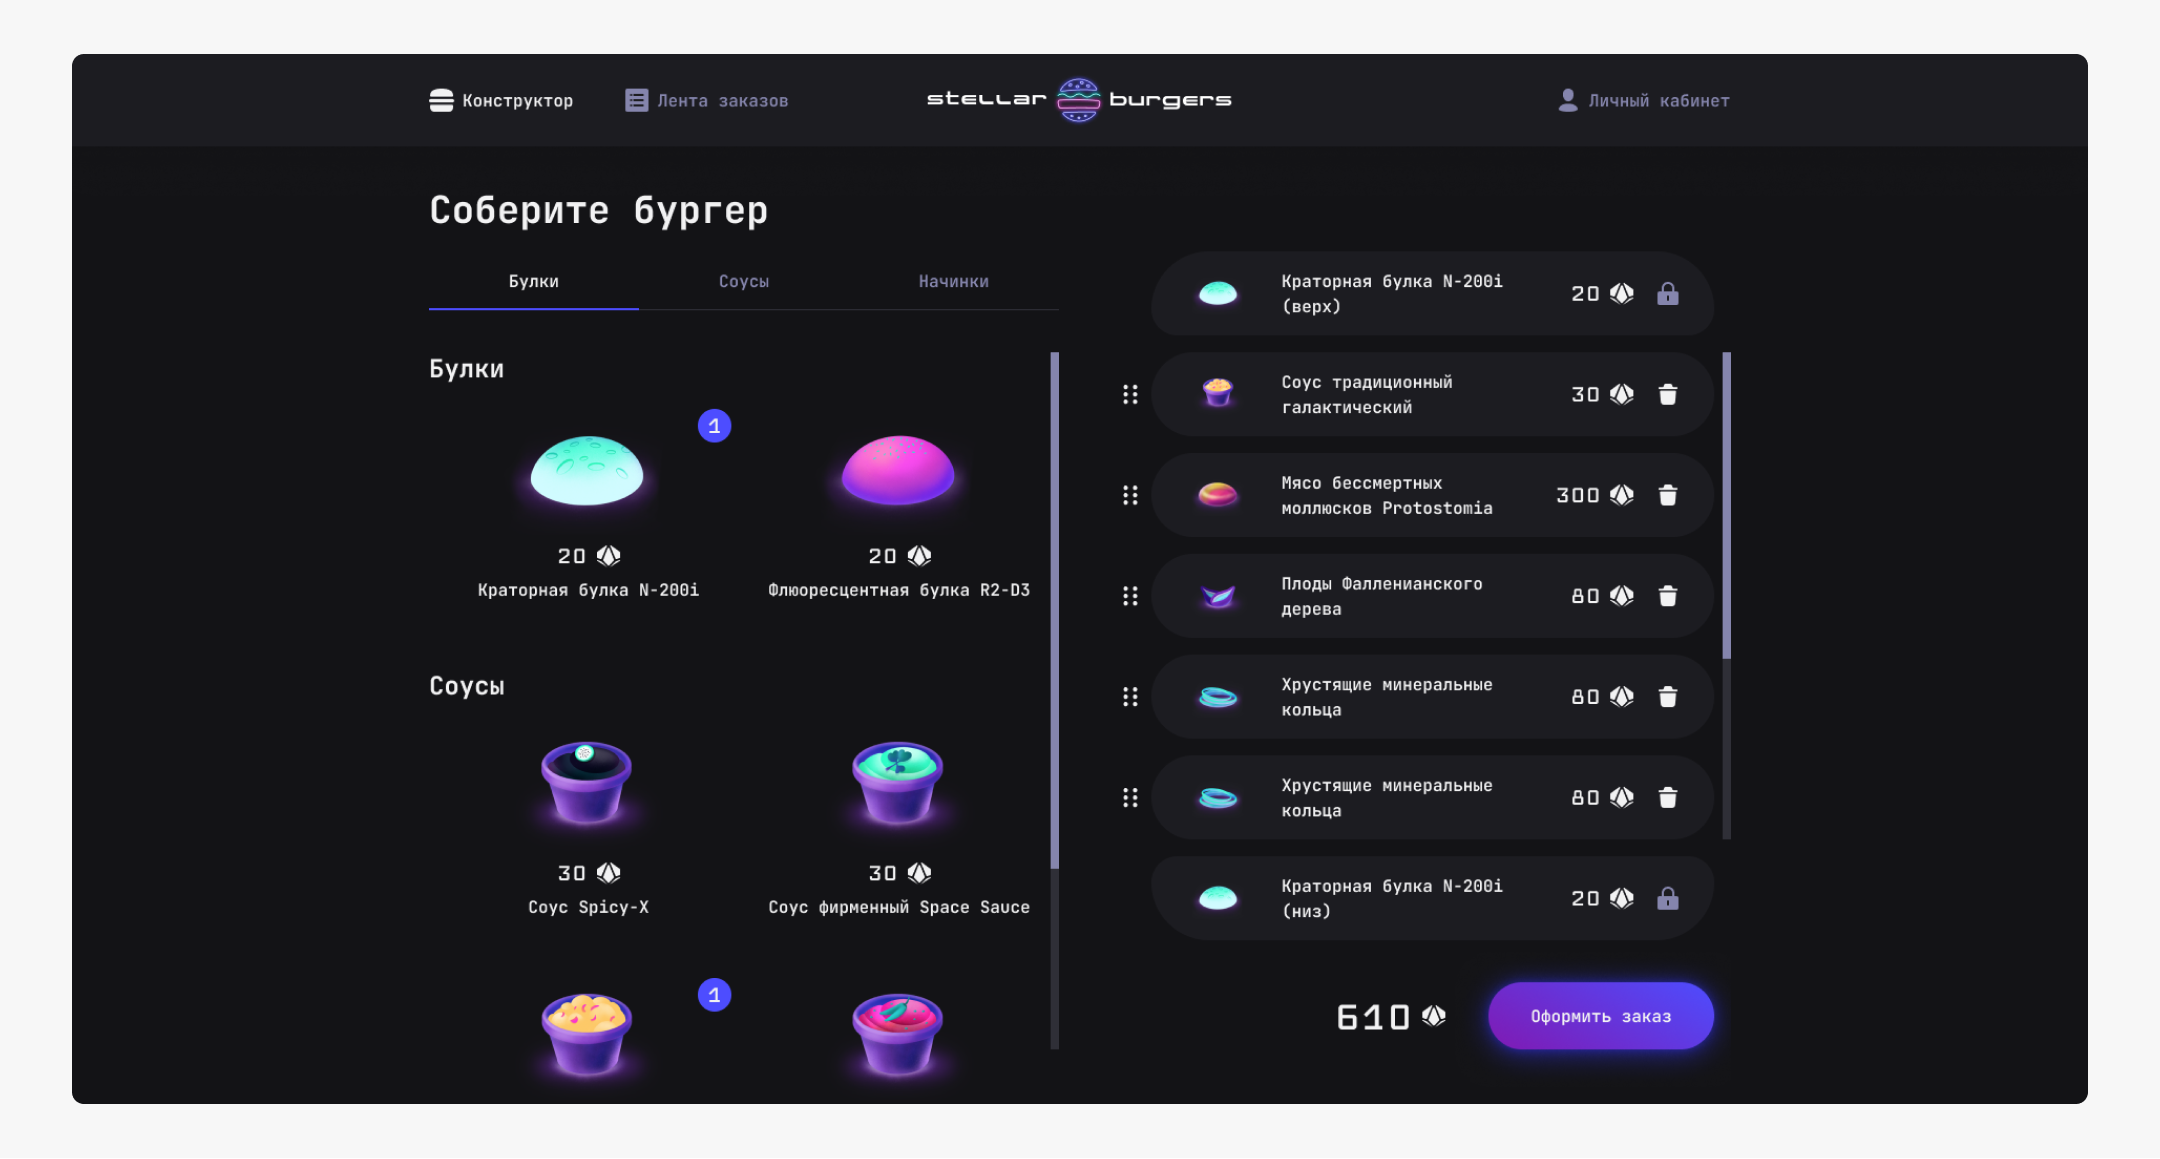 Конструктор
Лента заказов
stellar burgers
Личный кабинет
Соберите бургер
Булки
Соусы
Начинки
Булки
1
20
20
Краторная булка N-200i
Флюоресцентная булка R2-D3
Соусы
30
30
Соус Spicy-X
Соус фирменный Space Sauce
1
Краторная булка N-200i
(верх)
20
Соус традиционный
галактический
30
Мясо бессмертных
моллюсков Protostomia
300
Плоды Фалленианского
дерева
80
Хрустящие минеральные
кольца
80
Хрустящие минеральные
кольца
80
Краторная булка N-200i
(низ)
20
610
Оформить заказ